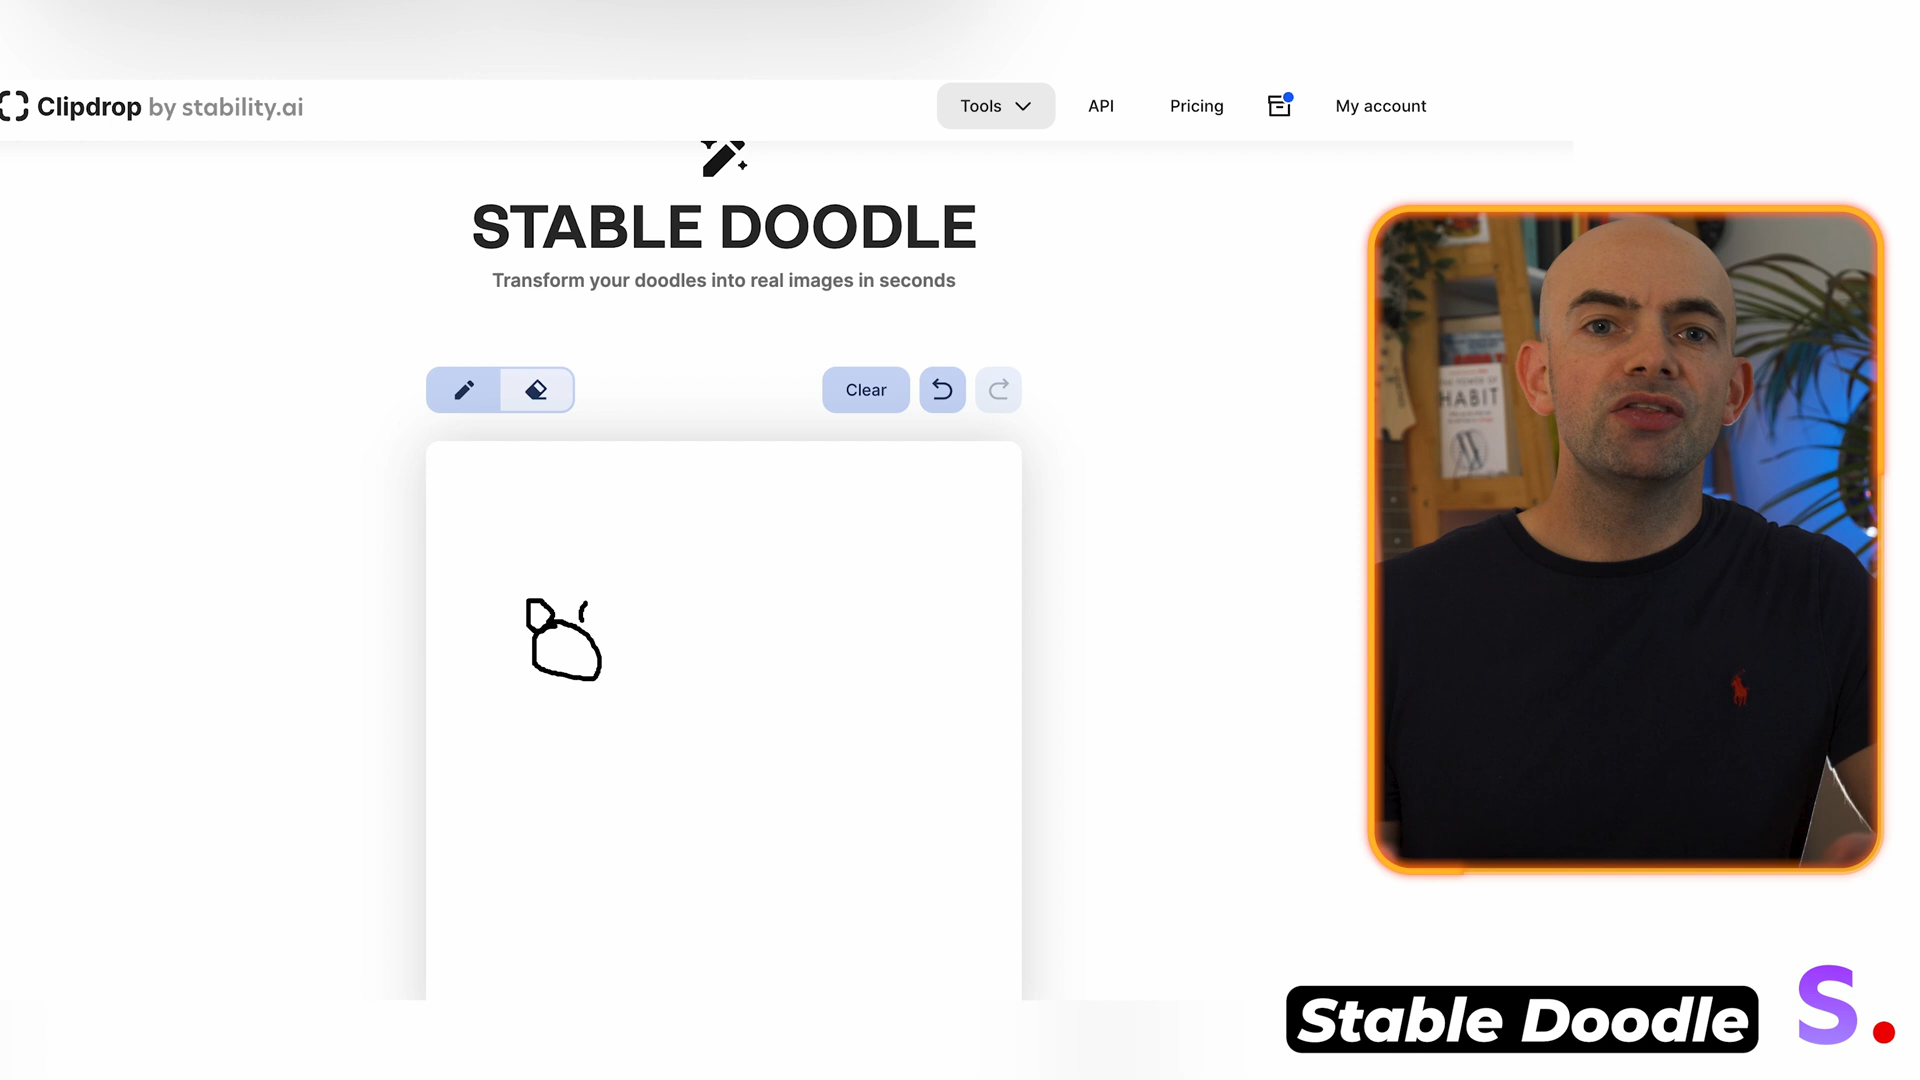 Clipdrop by stability.ai
Tools
API
Pricing
My account
STABLE DOODLE
Transform your doodles into real images in seconds
Clear
HABIT
Stable Doodle
S.